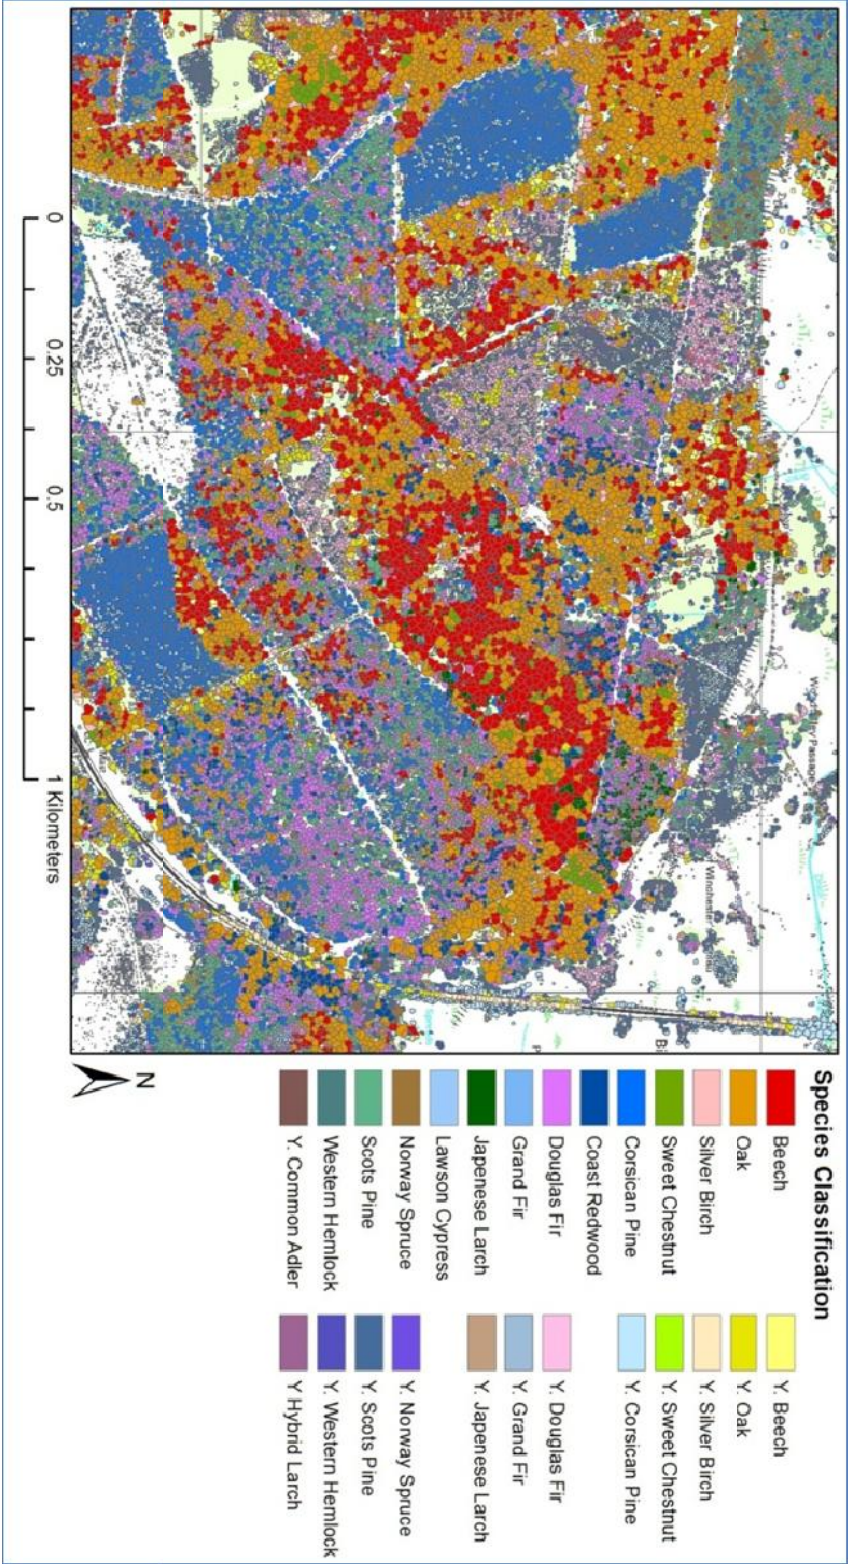 Species Classification
Beech
Oak
Silver Birch
Sweet Chestnut
Corsican Pine
Coast Redwood
Douglas Fir
Grand Fir
Japenese Larch
Lawson Cypress
Norway Spruce
Scots Pine
Western Hemlock
Y. Common Adler
Y. Beech
Y. Oak
Y. Silver Birch
Y. Sweet Chestnut
Y. Corsican Pine
Y. Douglas Fir
Y. Grand Fir
Y. Japenese Larch
Y. Norway Spruce
Y. Scots Pine
Y. Western Hemlock
Y Hybrid Larch
0 0.25 0.5 1 Kilometers
N